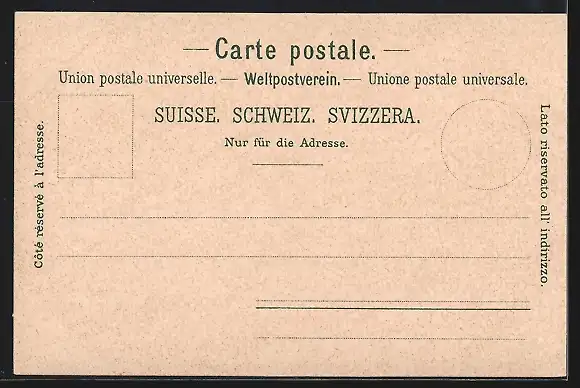 — Carte postale. —
Union postale universelle. — Weltpostverein. — Unione postale universale.
SUISSE. SCHWEIZ. SVIZZERA.
Nur für die Adresse.
Côté réservé à l'adresse.
Lato riservato all' indirizzo.